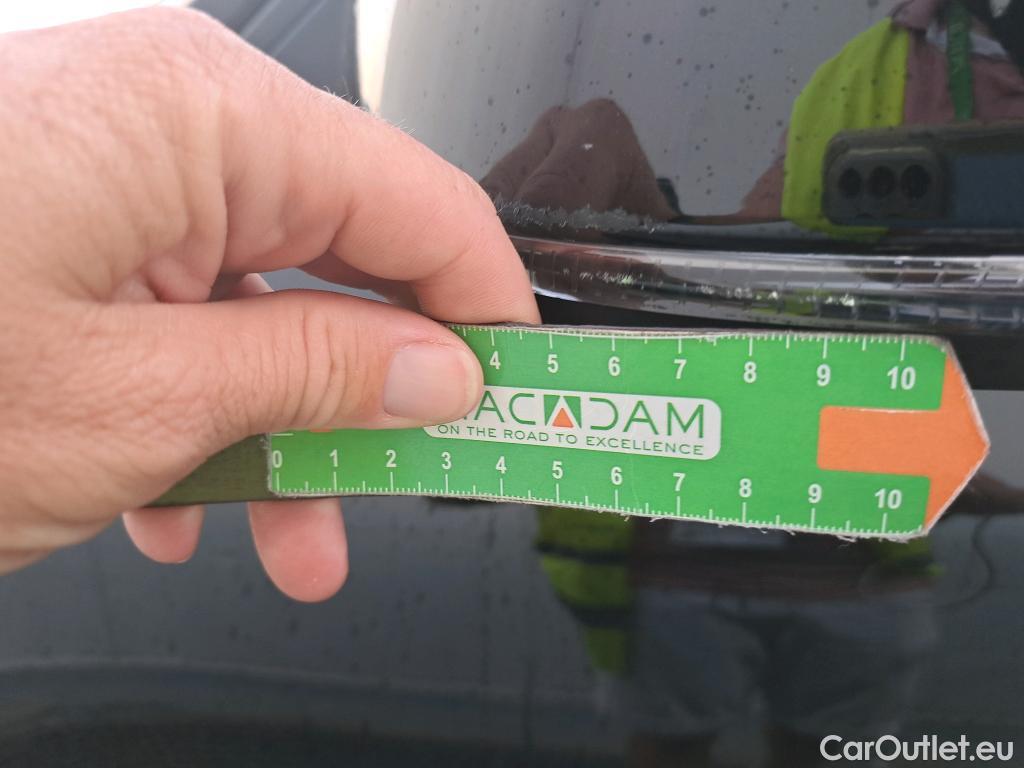 4 5 6 7 8 9 10
MACADAM
ON THE ROAD TO EXCELLENCE
0 1 2 3 4 5 6 7 8 9 10
CarOutlet.eu